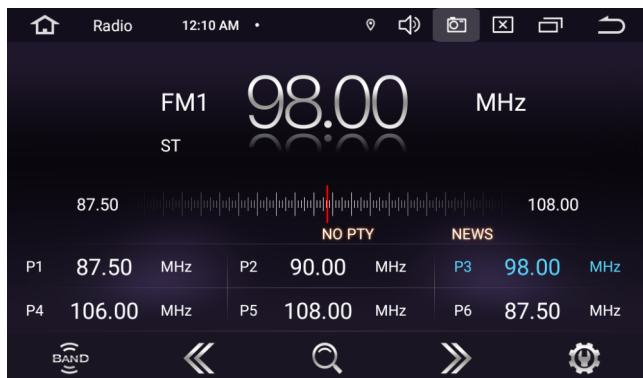 Radio 12:10 AM
FM1 98.00 MHz
ST
87.50 108.00
NO PTY NEWS
P1 87.50 MHz P2 90.00 MHz P3 98.00 MHz
P4 106.00 MHz P5 108.00 MHz P6 87.50 MHz
BAND